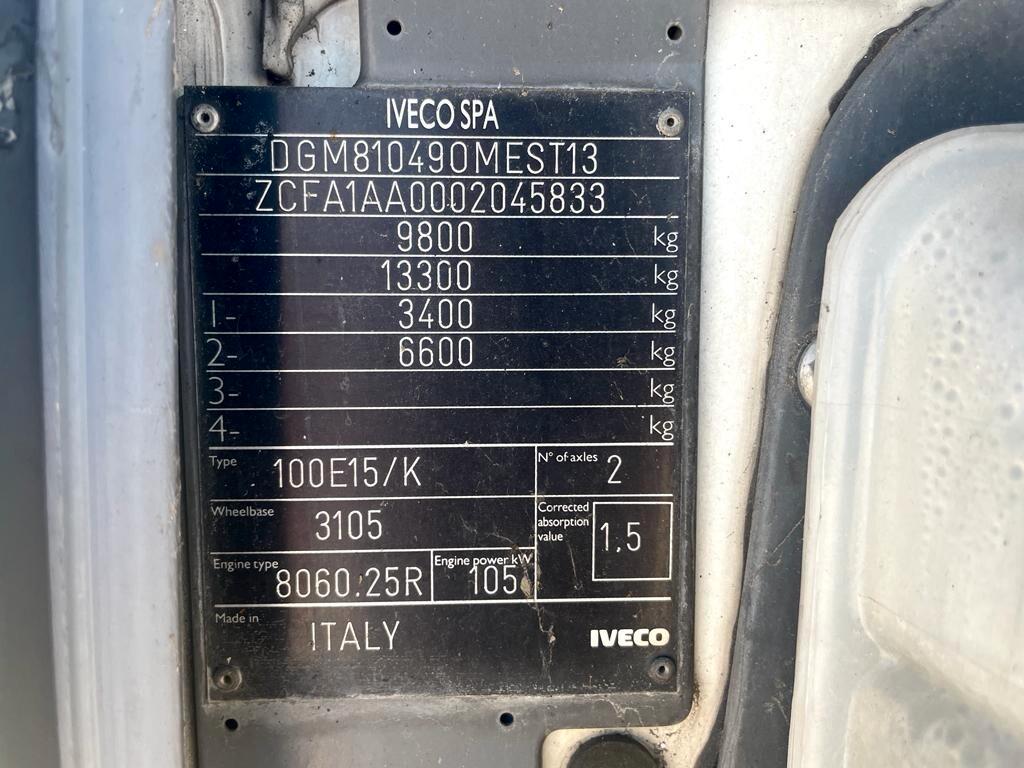 IVECO SPA
DGM810490MEST13
ZCFA1AA0002045833
9800 kg
13300 kg
1- 3400 kg
2- 6600 kg
3- kg
4- kg
Type 100E15/K N° of axles 2
Wheelbase 3105 Corrected absorption value 1.5
Engine type 8060.25R Engine power kW 105
Made in ITALY IVECO